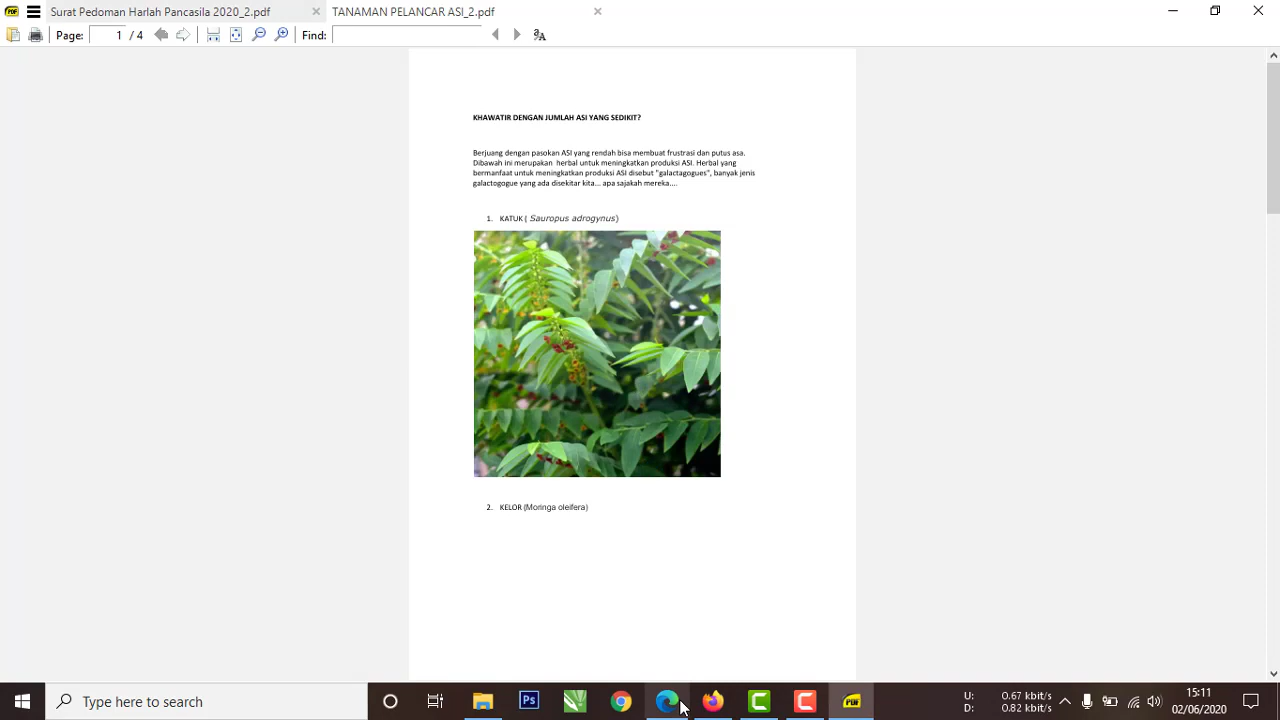 Surat Pedoman Harlah Pancasila 2020_2.pdf
TANAMAN PELANCAR ASI_2.pdf
Page: 1 / 4
Find:
KHAWATIR DENGAN JUMLAH ASI YANG SEDIKIT?
Berjuang dengan pasokan ASI yang rendah bisa membuat frustrasi dan putus asa.
Dibawah ini merupakan herbal untuk meningkatkan produksi ASI. Herbal yang
bermanfaat untuk meningkatkan produksi ASI disebut "galactagogues", banyak jenis
galactogogue yang ada disekitar kita... apa sajakah mereka....
1. KATUK ( Sauropus adrogynus)
2. KELOR (Moringa oleifera)
Type here to search
Ps
PDF
U: 0.67 kbit/s
D: 0.82 kbit/s
15:11
02/06/2020